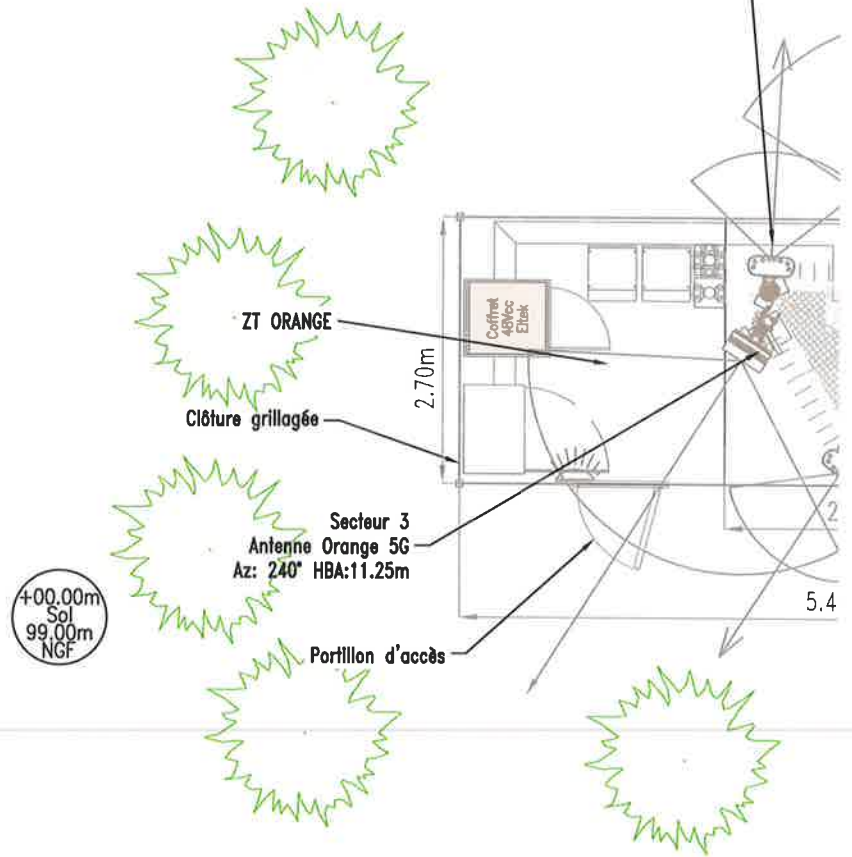 ZT ORANGE
Coffret
48Vcc
Eltek
2.70m
Clôture grillagée
Secteur 3
Antenne Orange 5G
Az: 240° HBA:11.25m
2
5.4
+00.00m
Sol
99.00m
NGF
Portillon d'accès